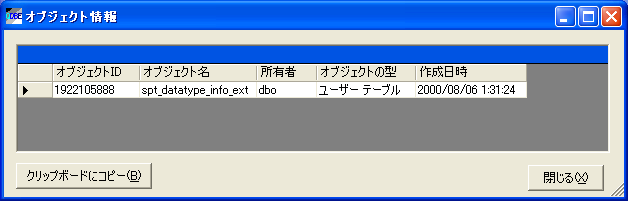 オブジェクト情報
オブジェクトID オブジェクト名 所有者 オブジェクトの型 作成日時
1922105888 spt_datatype_info_ext dbo ユーザー テーブル 2000/08/06 1:31:24
クリップボードにコピー(B) 閉じる(X)